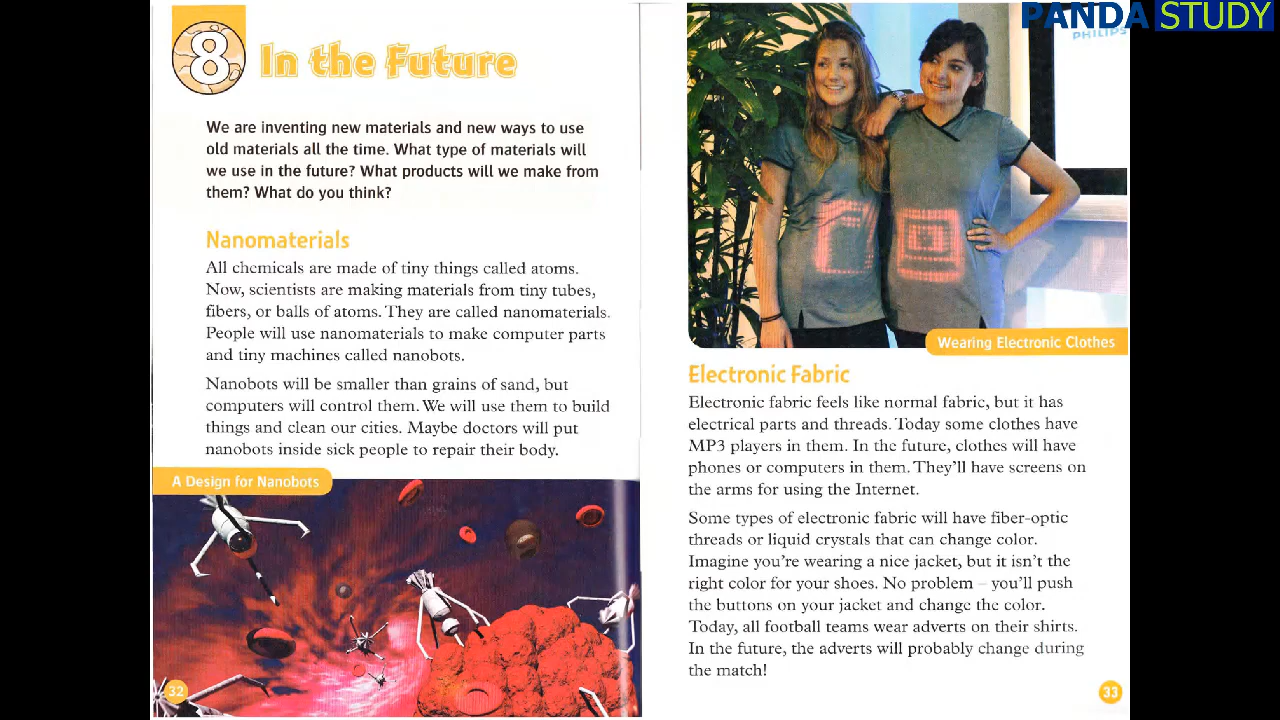 8 In the Future
We are inventing new materials and new ways to use
old materials all the time. What type of materials will
we use in the future? What products will we make from
them? What do you think?
Nanomaterials
All chemicals are made of tiny things called atoms.
Now, scientists are making materials from tiny tubes,
fibers, or balls of atoms. They are called nanomaterials.
People will use nanomaterials to make computer parts
and tiny machines called nanobots.
Nanobots will be smaller than grains of sand, but
computers will control them. We will use them to build
things and clean our cities. Maybe doctors will put
nanobots inside sick people to repair their body.
A Design for Nanobots
32
PANDA STUDY
PHILIPS
Wearing Electronic Clothes
Electronic Fabric
Electronic fabric feels like normal fabric, but it has
electrical parts and threads. Today some clothes have
MP3 players in them. In the future, clothes will have
phones or computers in them. They'll have screens on
the arms for using the Internet.
Some types of electronic fabric will have fiber-optic
threads or liquid crystals that can change color.
Imagine you're wearing a nice jacket, but it isn't the
right color for your shoes. No problem – you'll push
the buttons on your jacket and change the color.
Today, all football teams wear adverts on their shirts.
In the future, the adverts will probably change during
the match!
33